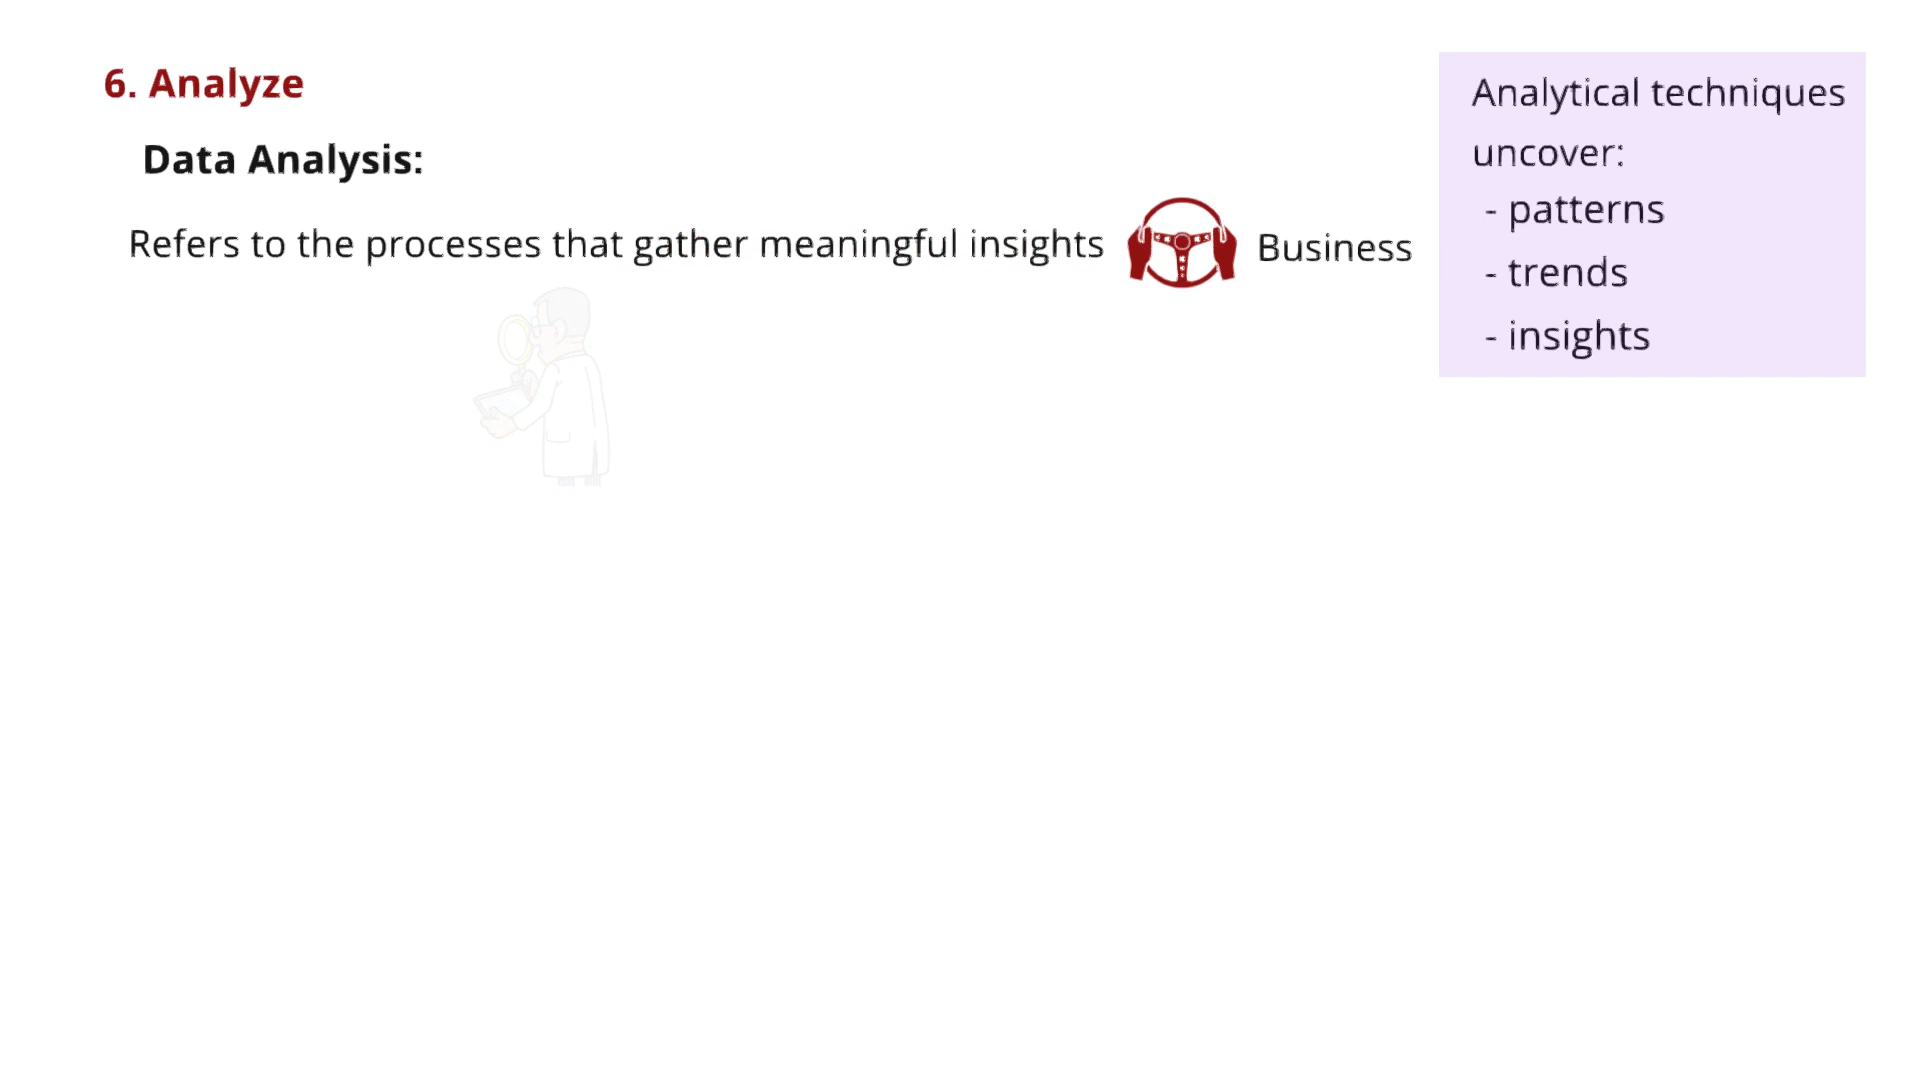 6. Analyze
Data Analysis:
Refers to the processes that gather meaningful insights
Business
Analytical techniques
uncover:
- patterns
- trends
- insights